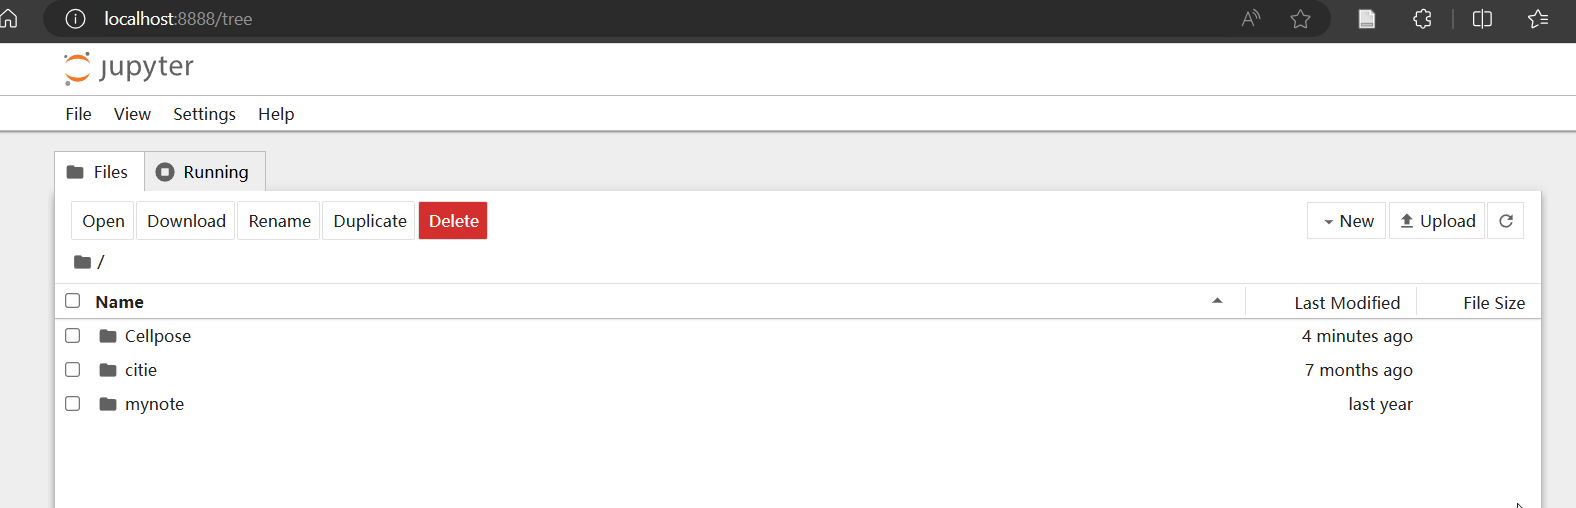 localhost:8888/tree
jupyter
File View Settings Help
Files Running
Open Download Rename Duplicate Delete New Upload
/
Name Last Modified File Size
Cellpose 4 minutes ago
citie 7 months ago
mynote last year